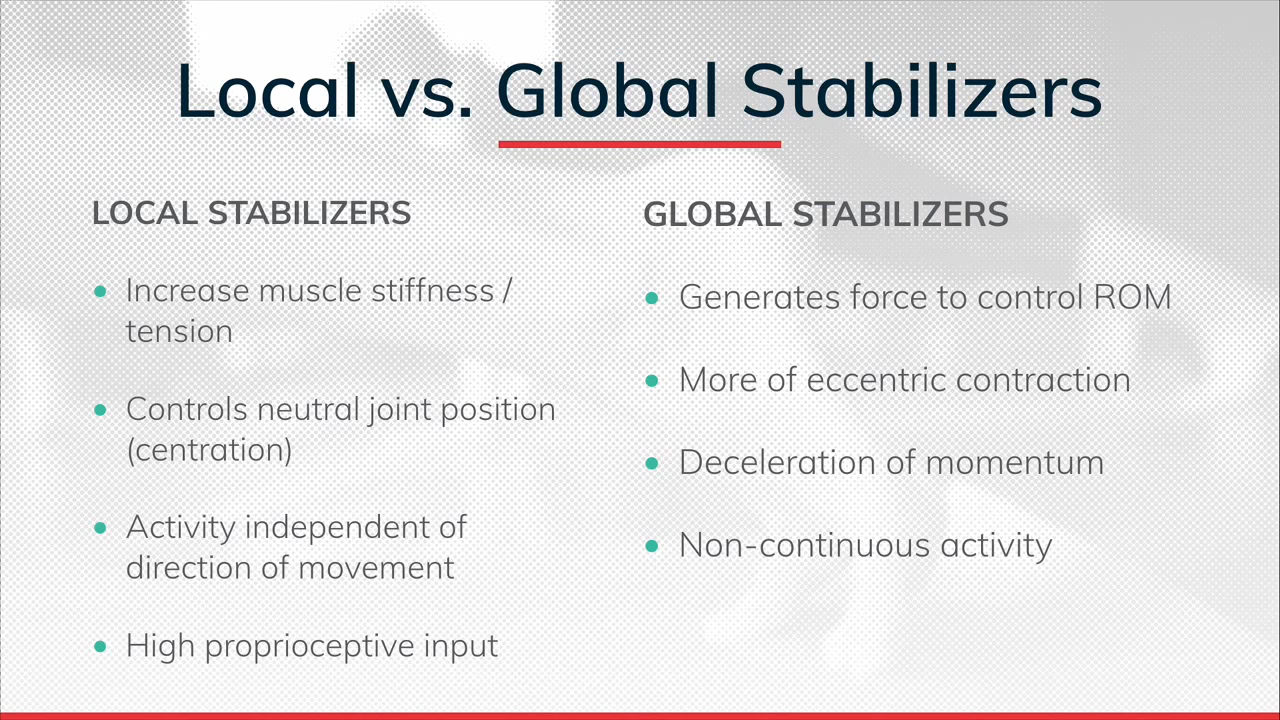 Local vs. Global Stabilizers
LOCAL STABILIZERS
• Increase muscle stiffness /
tension
• Controls neutral joint position
(centration)
• Activity independent of
direction of movement
• High proprioceptive input
GLOBAL STABILIZERS
• Generates force to control ROM
• More of eccentric contraction
• Deceleration of momentum
• Non-continuous activity